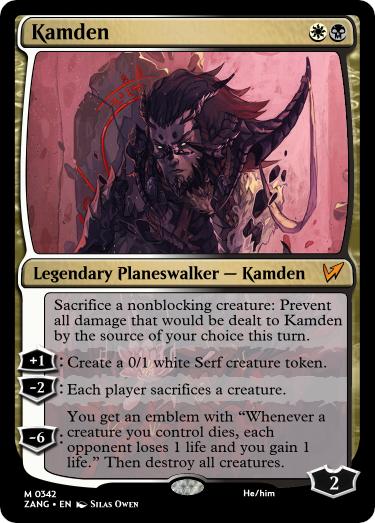 Kamden
Legendary Planeswalker — Kamden
Sacrifice a nonblocking creature: Prevent
all damage that would be dealt to Kamden
by the source of your choice this turn.
+1: Create a 0/1 white Serf creature token.
-2: Each player sacrifices a creature.
You get an emblem with “Whenever a
creature you control dies, each
-6: opponent loses 1 life and you gain 1
life.” Then destroy all creatures.
2
M 0342
He/him
ZANG • EN Silas Owen